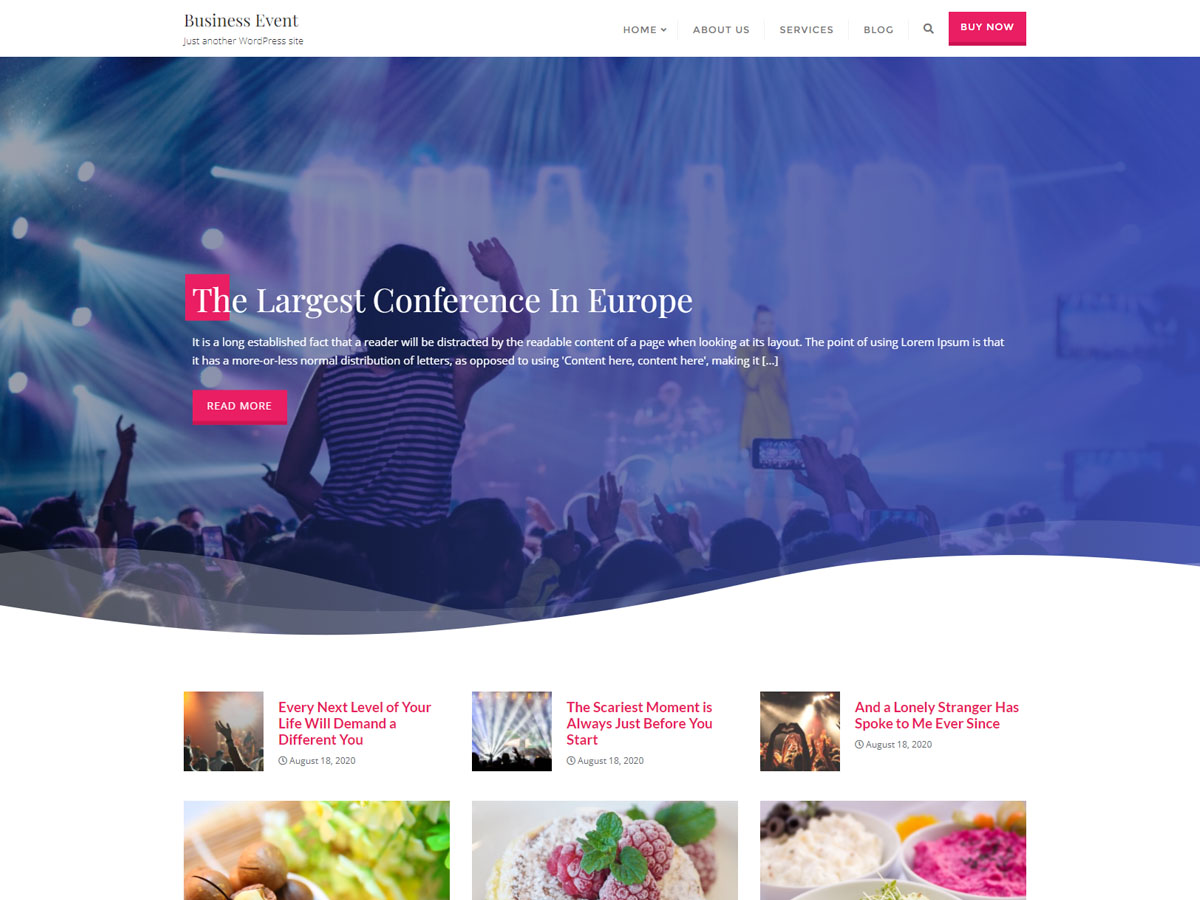 Business Event
Just another WordPress site
HOME
ABOUT US
SERVICES
BLOG
BUY NOW
The Largest Conference In Europe
It is a long established fact that a reader will be distracted by the readable content of a page when looking at its layout. The point of using Lorem Ipsum is that
it has a more-or-less normal distribution of letters, as opposed to using 'Content here, content here', making it [...]
READ MORE
Every Next Level of Your
Life Will Demand a
Different You
August 18, 2020
The Scariest Moment is
Always Just Before You
Start
August 18, 2020
And a Lonely Stranger Has
Spoke to Me Ever Since
August 18, 2020